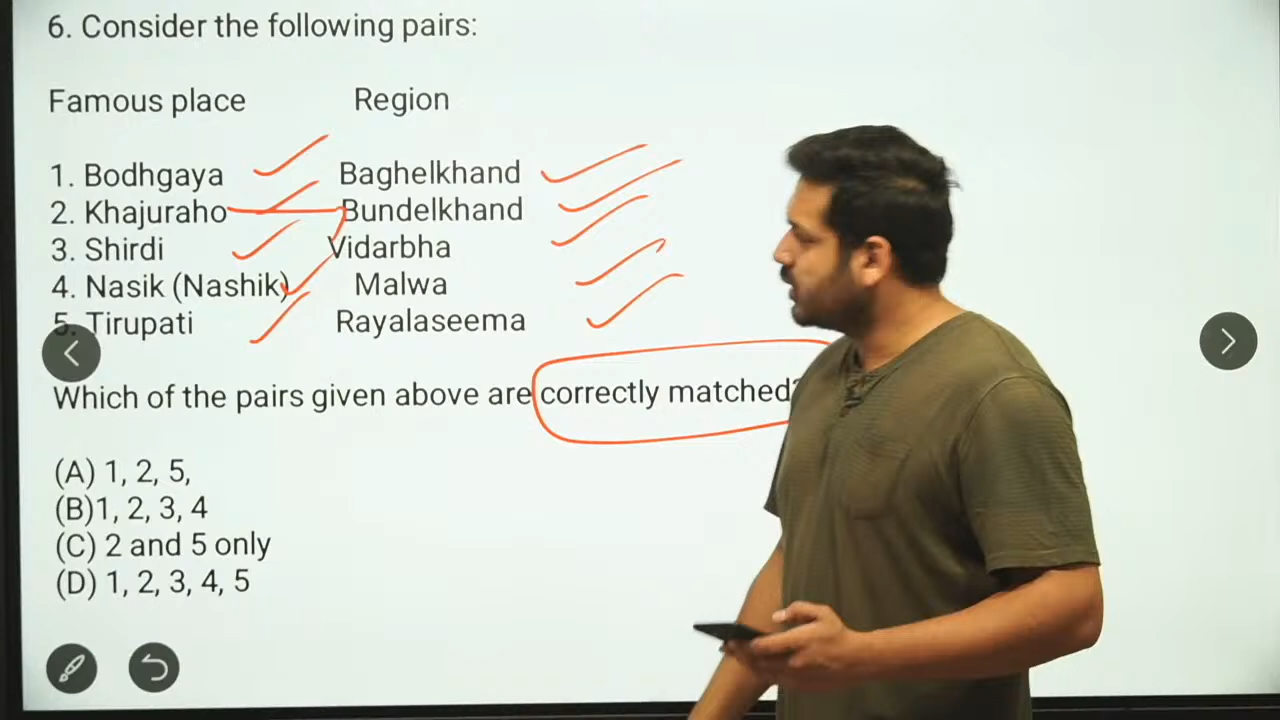 6. Consider the following pairs:
Famous place Region
1. Bodhgaya Baghelkhand
2. Khajuraho Bundelkhand
3. Shirdi Vidarbha
4. Nasik (Nashik) Malwa
5. Tirupati Rayalaseema
Which of the pairs given above are correctly matched?
(A) 1, 2, 5,
(B)1, 2, 3, 4
(C) 2 and 5 only
(D) 1, 2, 3, 4, 5